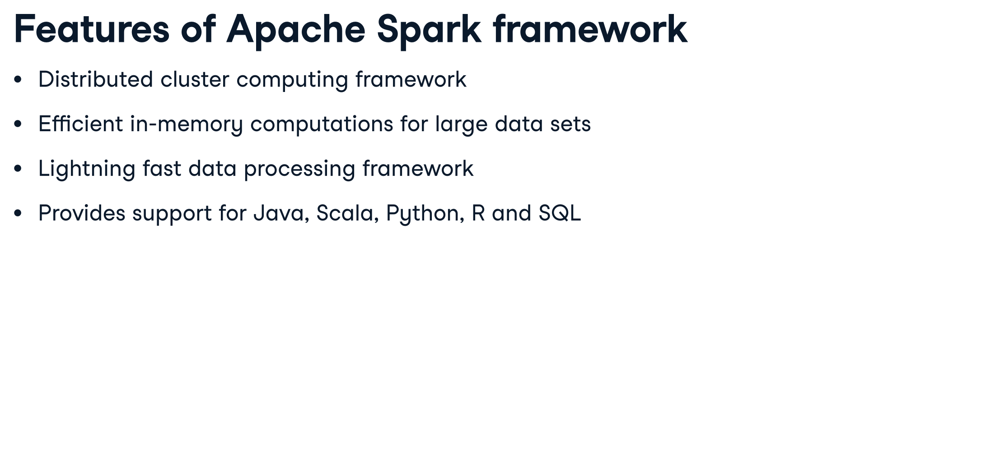 Features of Apache Spark framework
• Distributed cluster computing framework
• Efficient in-memory computations for large data sets
• Lightning fast data processing framework
• Provides support for Java, Scala, Python, R and SQL